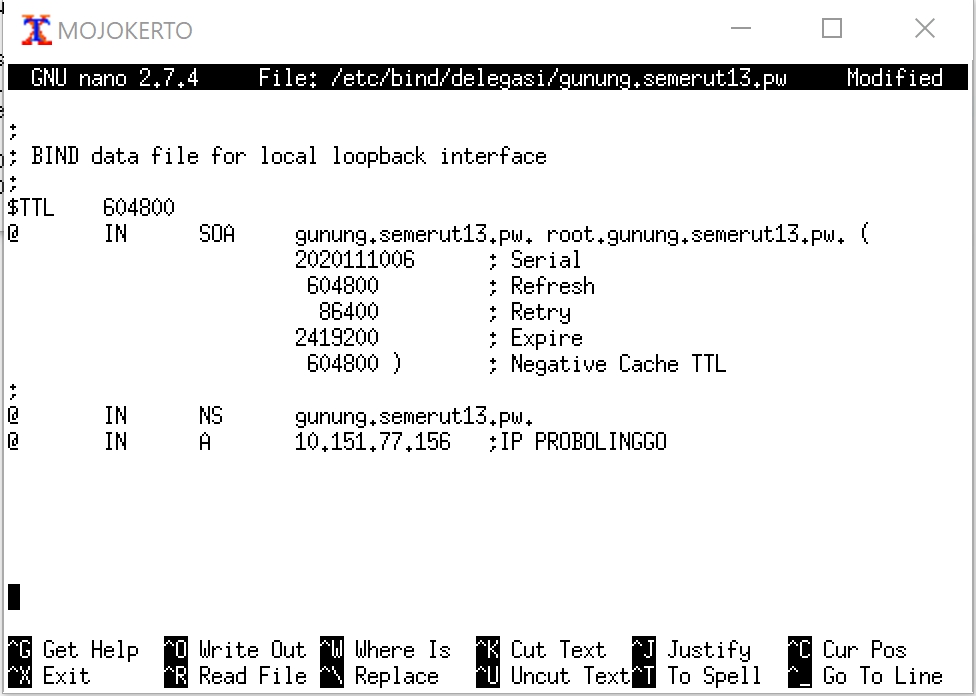 MOJOKERTO
GNU nano 2.7.4 File: /etc/bind/delegasi/gunung.semerut13.pw Modified
;
; BIND data file for local loopback interface
;
$TTL 604800
@ IN SOA gunung.semerut13.pw. root.gunung.semerut13.pw. (
2020111006 ; Serial
604800 ; Refresh
86400 ; Retry
2419200 ; Expire
604800 ) ; Negative Cache TTL
;
@ IN NS gunung.semerut13.pw.
@ IN A 10.151.77.156 ;IP PROBOLINGGO
^G Get Help ^O Write Out ^W Where Is ^K Cut Text ^J Justify ^C Cur Pos
^X Exit ^R Read File ^\ Replace ^U Uncut Text ^T To Spell ^_ Go To Line